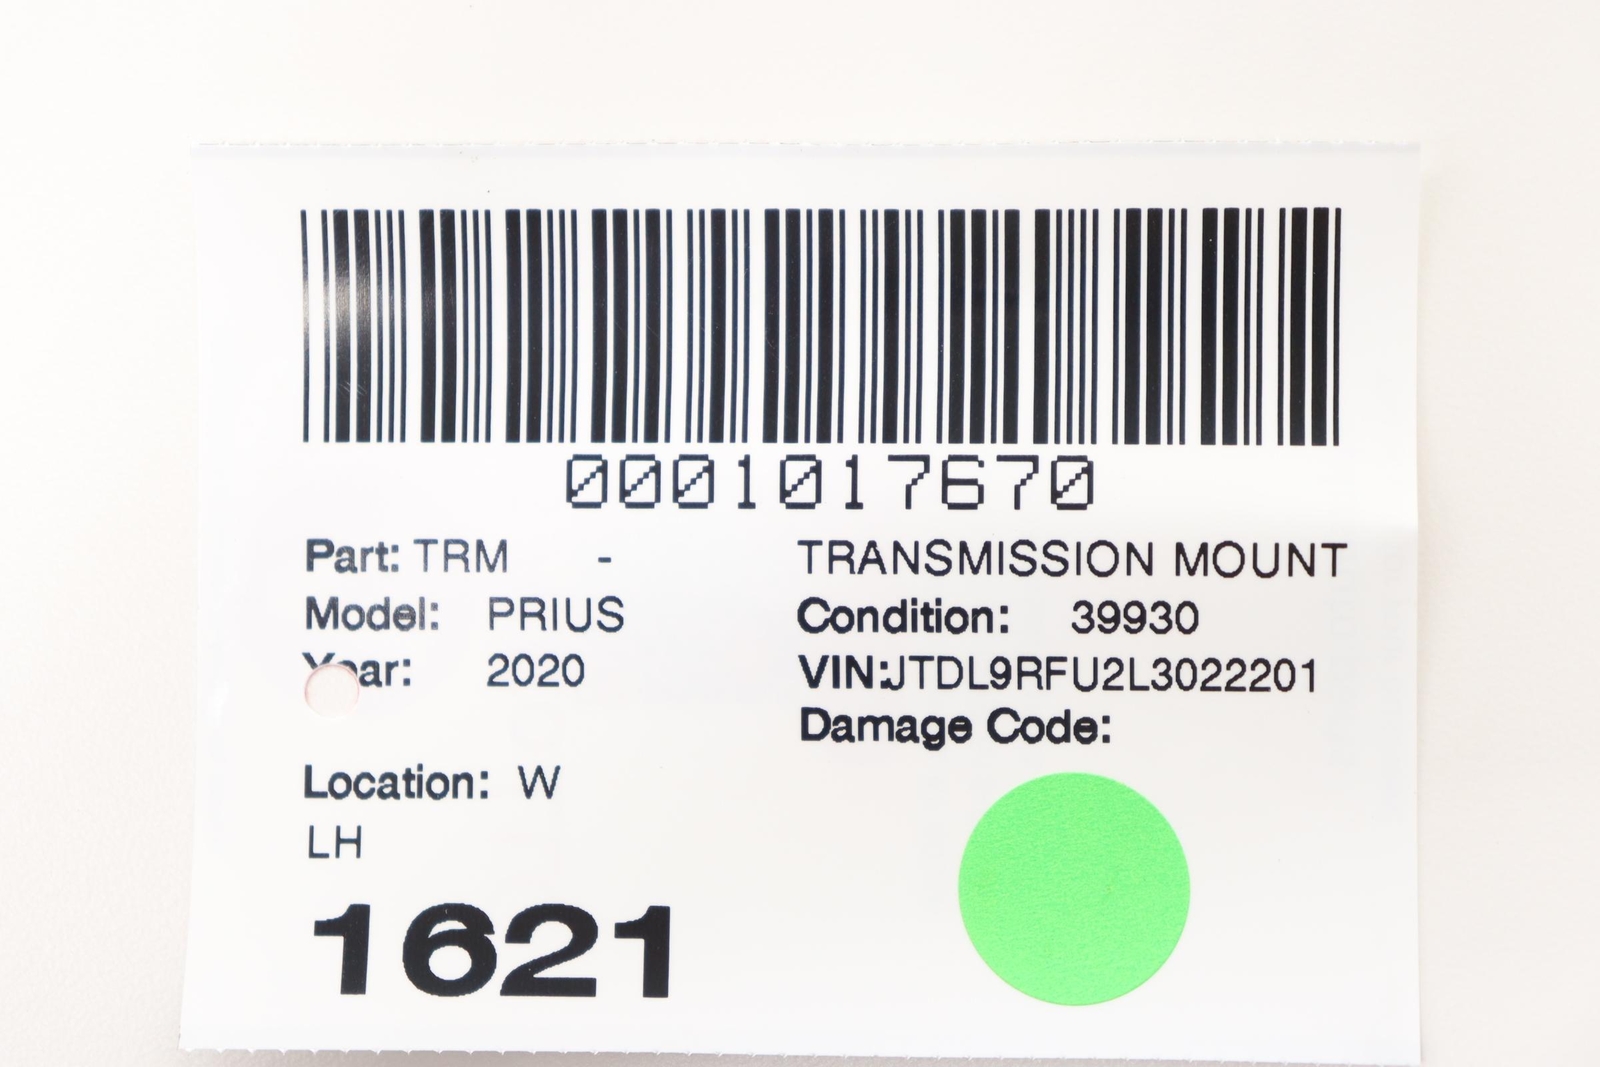 0001017670
Part: TRM - TRANSMISSION MOUNT
Model: PRIUS Condition: 39930
Year: 2020 VIN:JTDL9RFU2L3022201
Damage Code:
Location: W
LH
1621